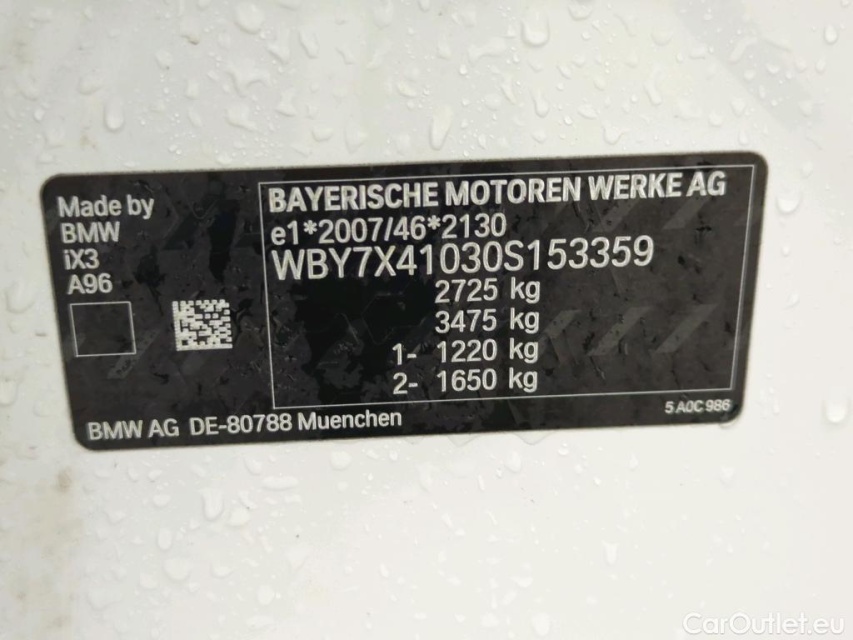 Made by
BMW
iX3
A96
BAYERISCHE MOTOREN WERKE AG
e1*2007/46*2130
WBY7X41030S153359
2725 kg
3475 kg
1- 1220 kg
2- 1650 kg
BMW AG DE-80788 Muenchen
5 A0C 986
CarOutlet.eu